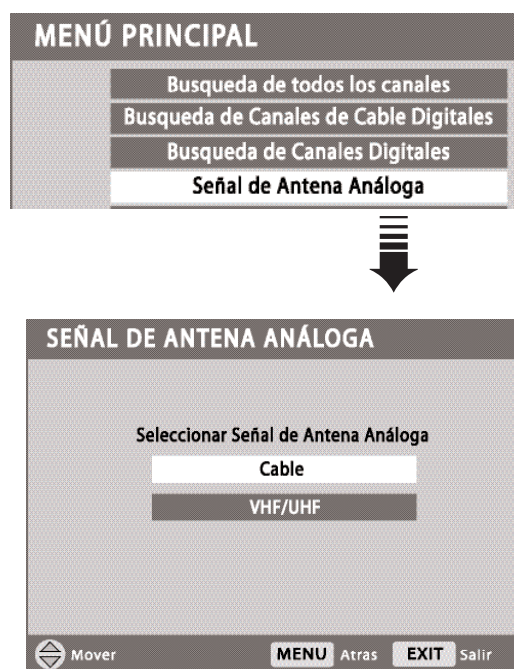 MENÚ PRINCIPAL
Busqueda de todos los canales
Busqueda de Canales de Cable Digitales
Busqueda de Canales Digitales
Señal de Antena Análoga
SEÑAL DE ANTENA ANÁLOGA
Seleccionar Señal de Antena Análoga
Cable
VHF/UHF
Mover MENU Atras EXIT Salir